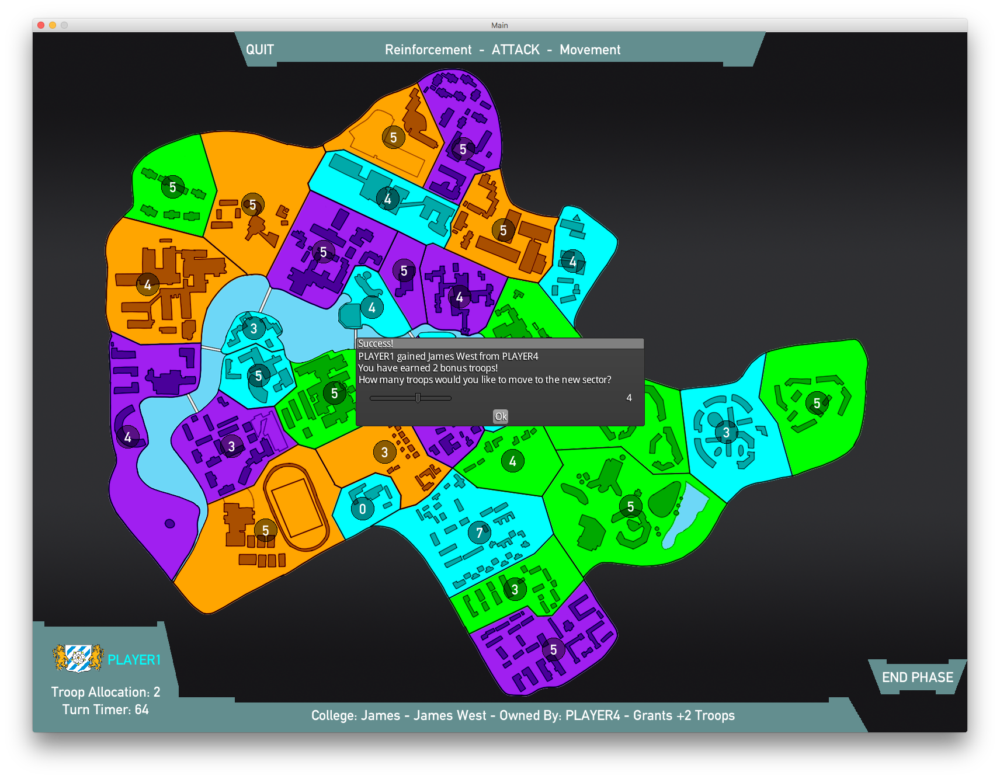 Main
QUIT
Reinforcement - ATTACK - Movement
5
5
5
5
4
5
5
4
5
5
4
4
4
4
3
5
5
Success!
PLAYER1 gained James West from PLAYER4
You have earned 2 bonus troops!
How many troops would you like to move to the new sector?
4
Ok
5
3
4
3
3
4
5
0
5
7
3
5
PLAYER1
Troop Allocation: 2
Turn Timer: 64
END PHASE
College: James - James West - Owned By: PLAYER4 - Grants +2 Troops